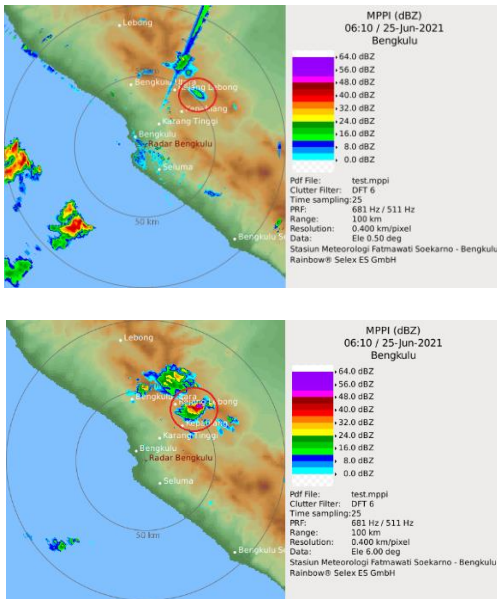 MPPI (dBZ)
06:10 / 25-Jun-2021
Bengkulu
64.0 dBZ
56.0 dBZ
48.0 dBZ
40.0 dBZ
32.0 dBZ
24.0 dBZ
16.0 dBZ
8.0 dBZ
0.0 dBZ
Pdf File: test.mppi
Clutter Filter: DFT 6
Time sampling:25
PRF: 681 Hz / 511 Hz
Range: 100 km
Resolution: 0.400 km/pixel
Data: Ele 0.50 deg
Stasiun Meteorologi Fatmawati Soekarno - Bengkulu
Rainbow® Selex ES GmbH
Lebong
Bengkulu Utara
Rejang Lebong
Kepahiang
Karang Tinggi
Bengkulu
Radar Bengkulu
Seluma
50 km
Bengkulu S
MPPI (dBZ)
06:10 / 25-Jun-2021
Bengkulu
64.0 dBZ
56.0 dBZ
48.0 dBZ
40.0 dBZ
32.0 dBZ
24.0 dBZ
16.0 dBZ
8.0 dBZ
0.0 dBZ
Pdf File: test.mppi
Clutter Filter: DFT 6
Time sampling:25
PRF: 681 Hz / 511 Hz
Range: 100 km
Resolution: 0.400 km/pixel
Data: Ele 6.00 deg
Stasiun Meteorologi Fatmawati Soekarno - Bengkulu
Rainbow® Selex ES GmbH
Lebong
Bengkulu Utara
Rejang Lebong
Kepahiang
Karang Tinggi
Bengkulu
Radar Bengkulu
Seluma
50 km
Bengkulu S